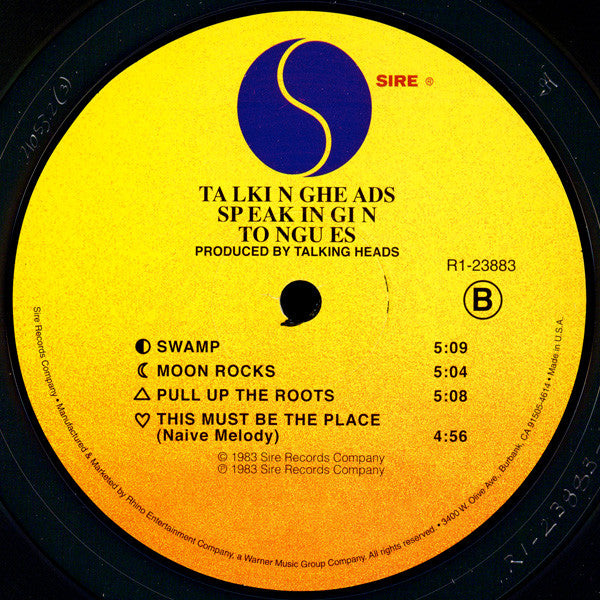 SIRE ®
TA LKI N GHE ADS
SP EAK IN GI N
TO NGU ES
PRODUCED BY TALKING HEADS
R1-23883
B
SWAMP 5:09
MOON ROCKS 5:04
PULL UP THE ROOTS 5:08
THIS MUST BE THE PLACE
(Naive Melody) 4:56
© 1983 Sire Records Company
℗ 1983 Sire Records Company
Sire Records Company • Manufactured & Marketed by Rhino Entertainment Company, a Warner Music Group Company. All rights reserved. • 3400 W. Olive Ave., Burbank, CA 91505-4614 • Made in U.S.A.
R1-23883